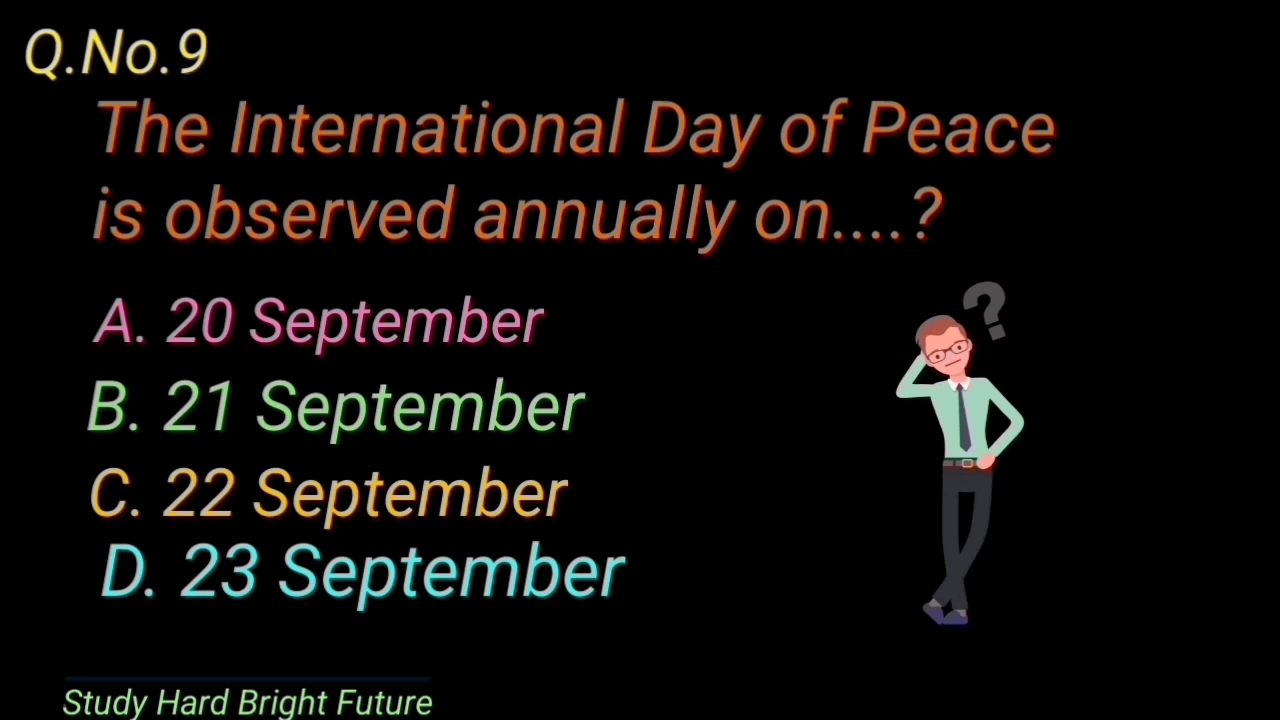 Q.No.9
The International Day of Peace
is observed annually on....?
?
A. 20 September
B. 21 September
C. 22 September
D. 23 September
Study Hard Bright Future